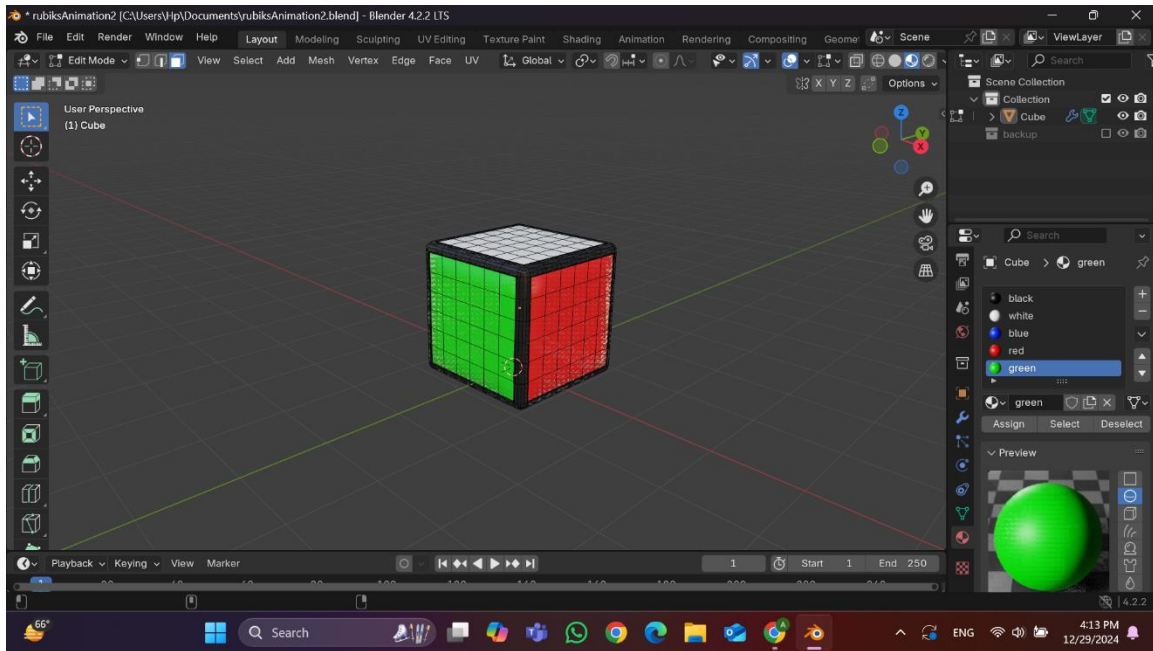 * rubiksAnimation2 [C:\Users\Hp\Documents\rubiksAnimation2.blend] - Blender 4.2.2 LTS
File Edit Render Window Help Layout Modeling Sculpting UV Editing Texture Paint Shading Animation Rendering Compositing Geome Scene ViewLayer
Edit Mode View Select Add Mesh Vertex Edge Face UV Global Search
X Y Z Options
Scene Collection
Collection
User Perspective
(1) Cube
Cube
backup
Z
Y
X
Search
Cube > green
black
white
blue
red
green
green
Assign Select Deselect
Preview
Playback Keying View Marker 1 Start 1 End 250
1
4.2.2
66°
Search
ENG
4:13 PM
12/29/2024